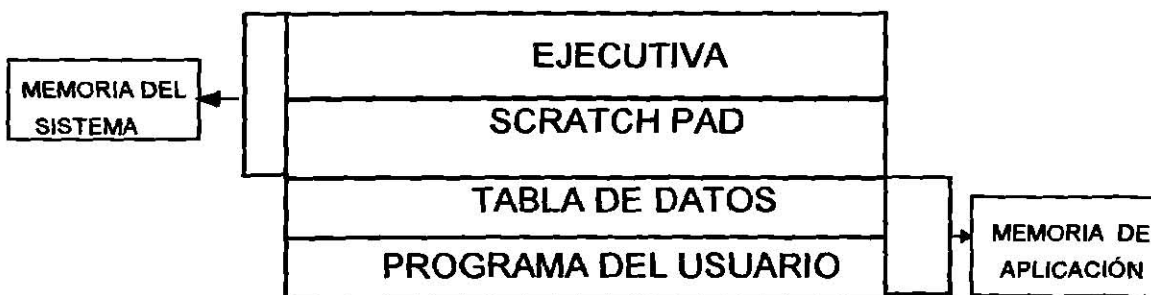 EJECUTIVA
MEMORIA DEL
SISTEMA
SCRATCH PAD
TABLA DE DATOS
PROGRAMA DEL USUARIO
MEMORIA DE
APLICACIÓN